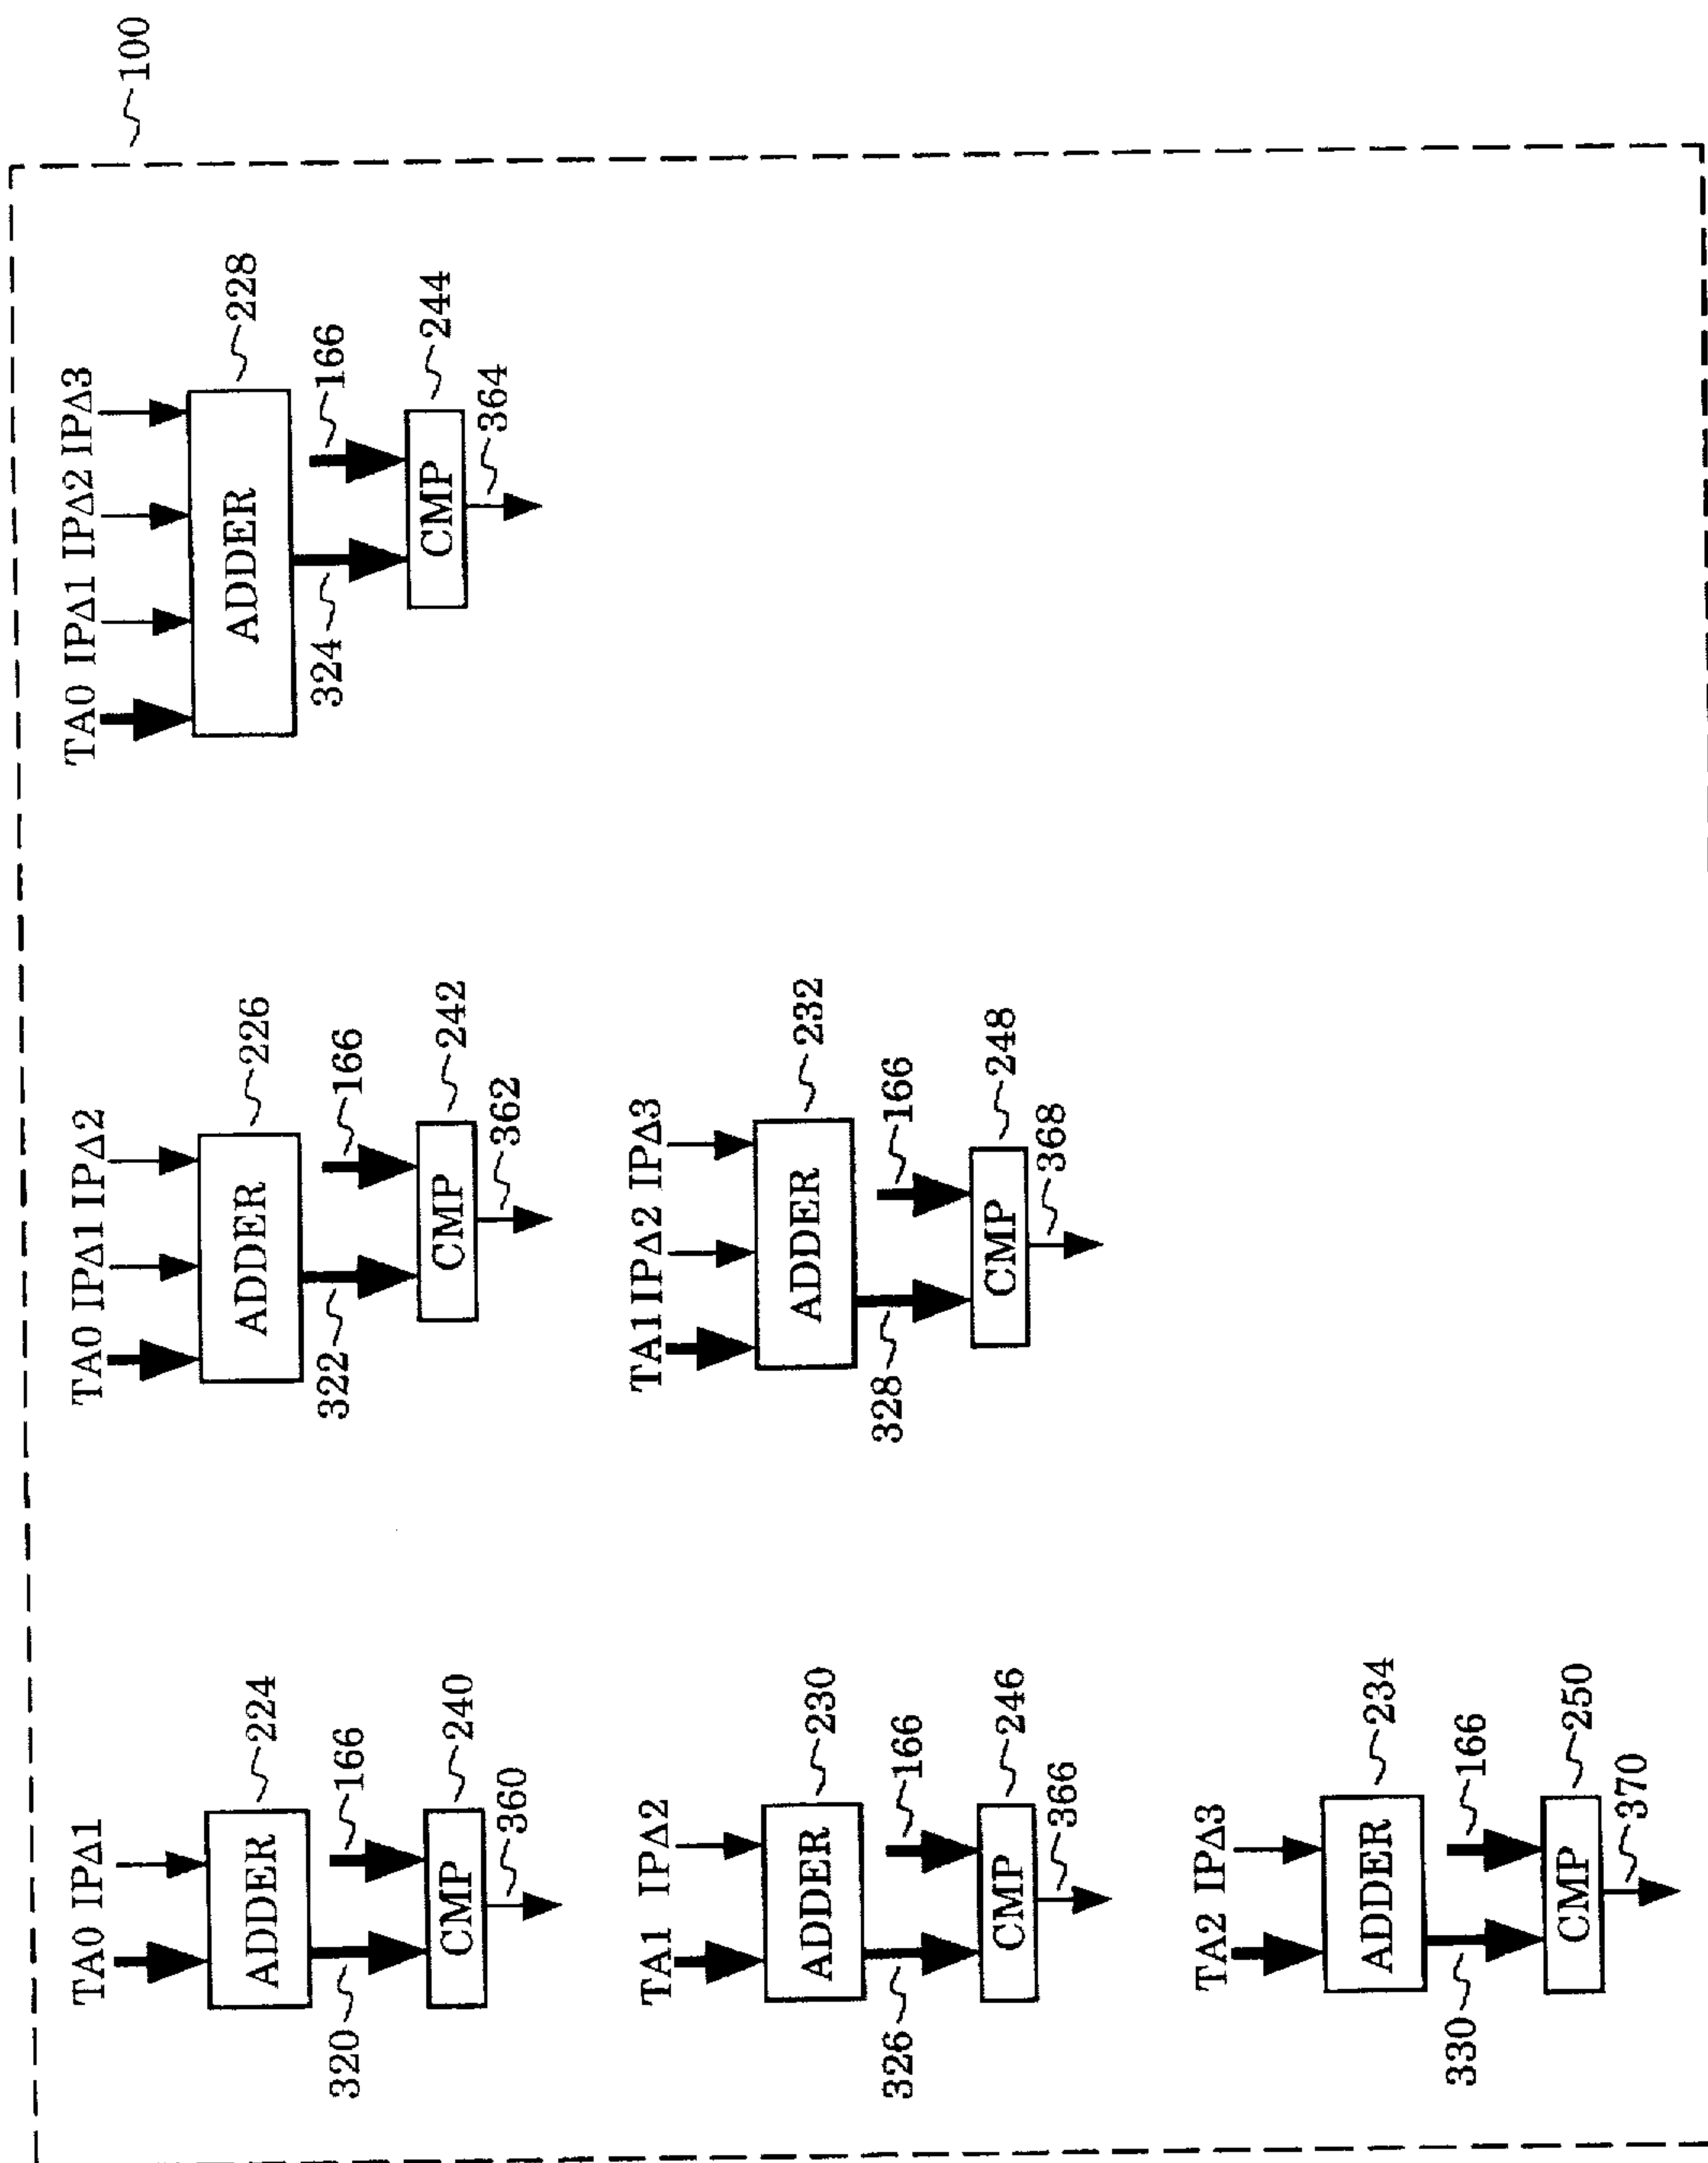 100
TA0 IPΔ1
ADDER
224
320
166
CMP
240
360
TA0 IPΔ1 IPΔ2
ADDER
226
322
166
CMP
242
362
TA0 IPΔ1 IPΔ2 IPΔ3
ADDER
228
324
166
CMP
244
364
TA1 IPΔ2
ADDER
230
326
166
CMP
246
366
TA1 IPΔ2 IPΔ3
ADDER
232
328
166
CMP
248
368
TA2 IPΔ3
ADDER
234
330
166
CMP
250
370